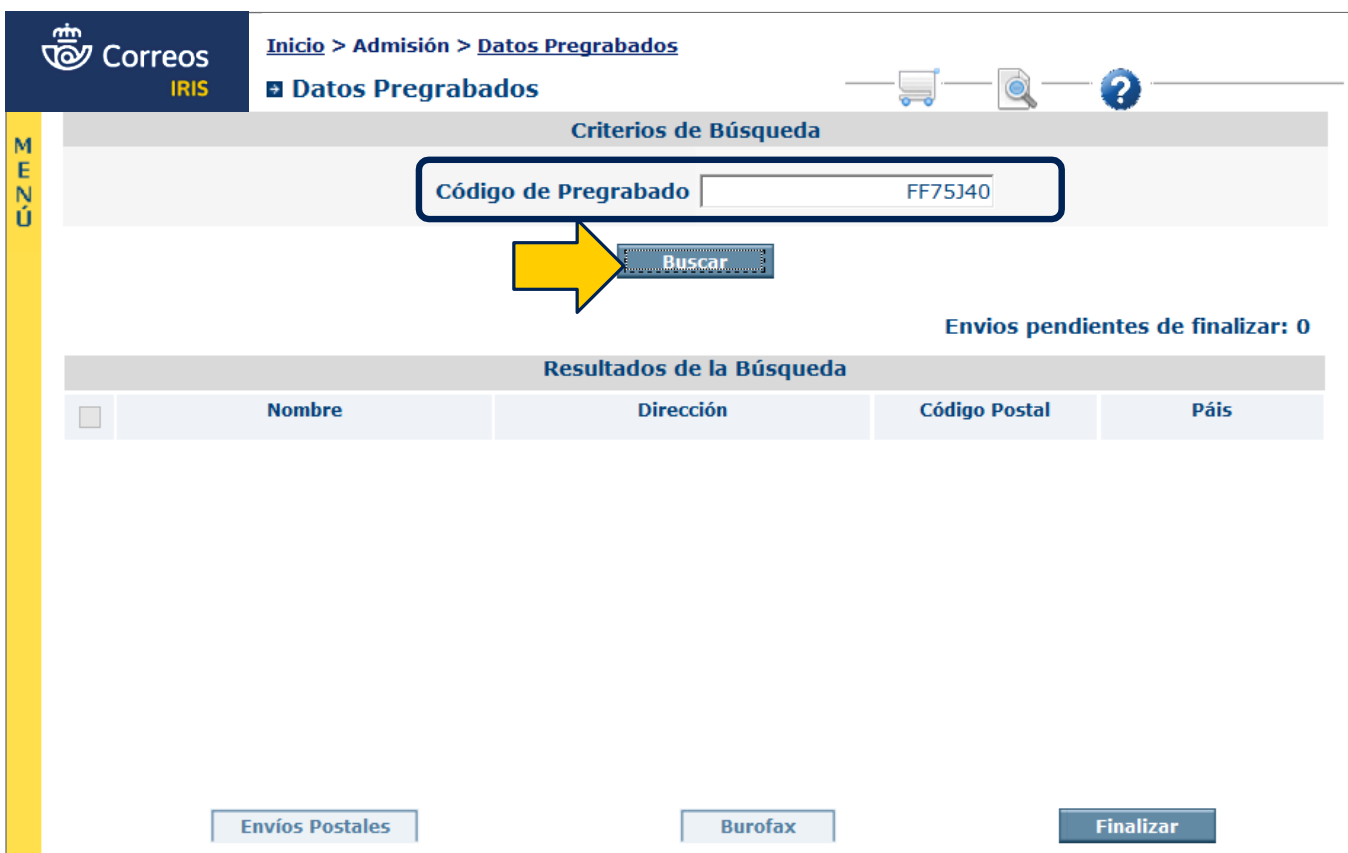 Correos
IRIS
Inicio > Admisión > Datos Pregrabados
Datos Pregrabados
?
MENÚ
Criterios de Búsqueda
Código de Pregrabado FF75J40
Buscar
Envios pendientes de finalizar: 0
Resultados de la Búsqueda
Nombre Dirección Código Postal Páis
Envíos Postales Burofax Finalizar